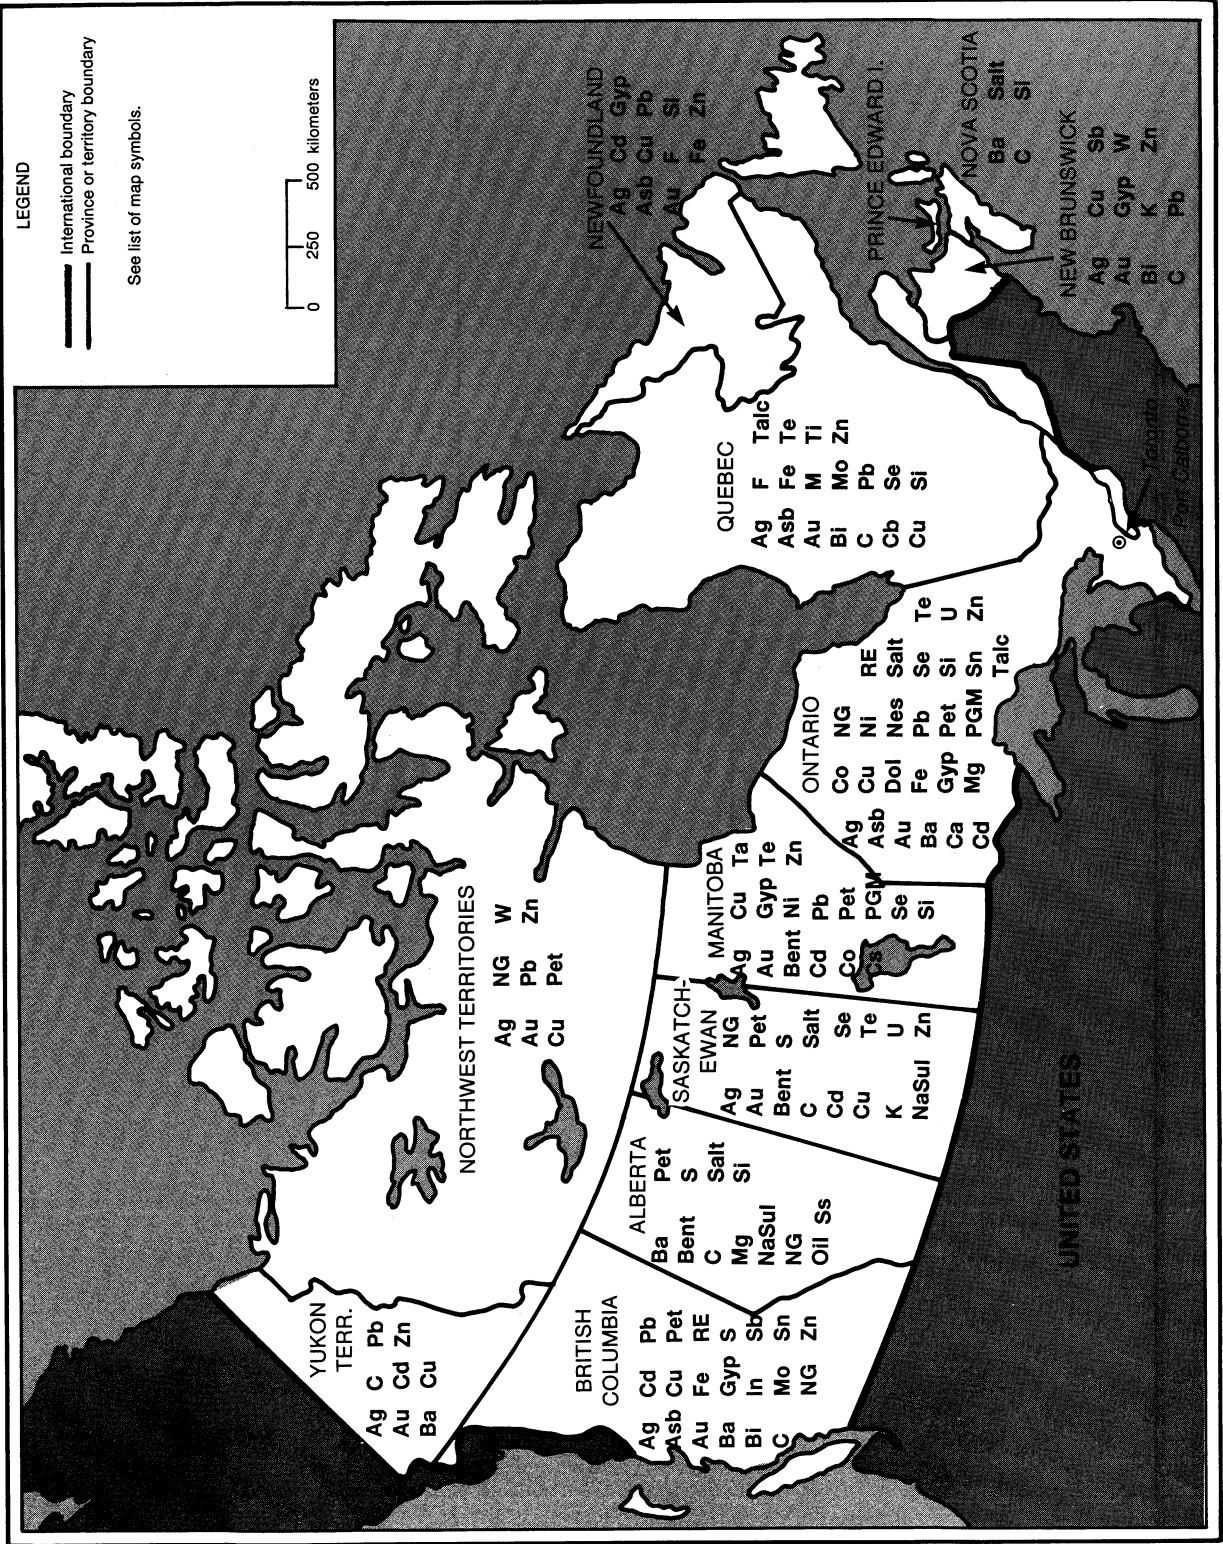 LEGEND
International boundary
Province or territory boundary
See list of map symbols.
0 250 500 kilometers
YUKON
TERR.
Ag C Pb
Au Cd Zn
Ba Cu
NORTHWEST TERRITORIES
Ag NG W
Au Pb Zn
Cu Pet
BRITISH
COLUMBIA
Ag Cd Pb
Asb Cu Pet
Au Fe RE
Ba Gyp S
Bi In Sb
C Mo Sn
NG Zn
ALBERTA
Ba Pet
Bent S
C Salt
Mg Si
NaSul
NG
Oil Ss
SASKATCH-
EWAN
Ag NG
Au Pet
Bent S
C Salt
Cd Se
Cu Te
K U
NaSul Zn
MANITOBA
Ag Cu Ta
Au Gyp Te
Bent Ni Zn
Cd Pb
Co Pet
Cs PGM
Se
Si
ONTARIO
Ag Co NG RE
Asb Cu Ni Salt
Au Dol Nes Se Te
Ba Fe Pb Si U
Ca Gyp Pet Sn Zn
Cd Mg PGM Talc
QUEBEC
Ag F Talc
Asb Fe Te
Au M Ti
Bi Mo Zn
C Pb
Cb Se
Cu Si
NEWFOUNDLAND
Ag Cd Gyp
Asb Cu Pb
Au F Si
Fe Zn
PRINCE EDWARD I.
NOVA SCOTIA
Ba Salt
C Si
NEW BRUNSWICK
Ag Cu Sb
Au Gyp W
Bi K Zn
C Pb
Toronto
Port Colborne
UNITED STATES